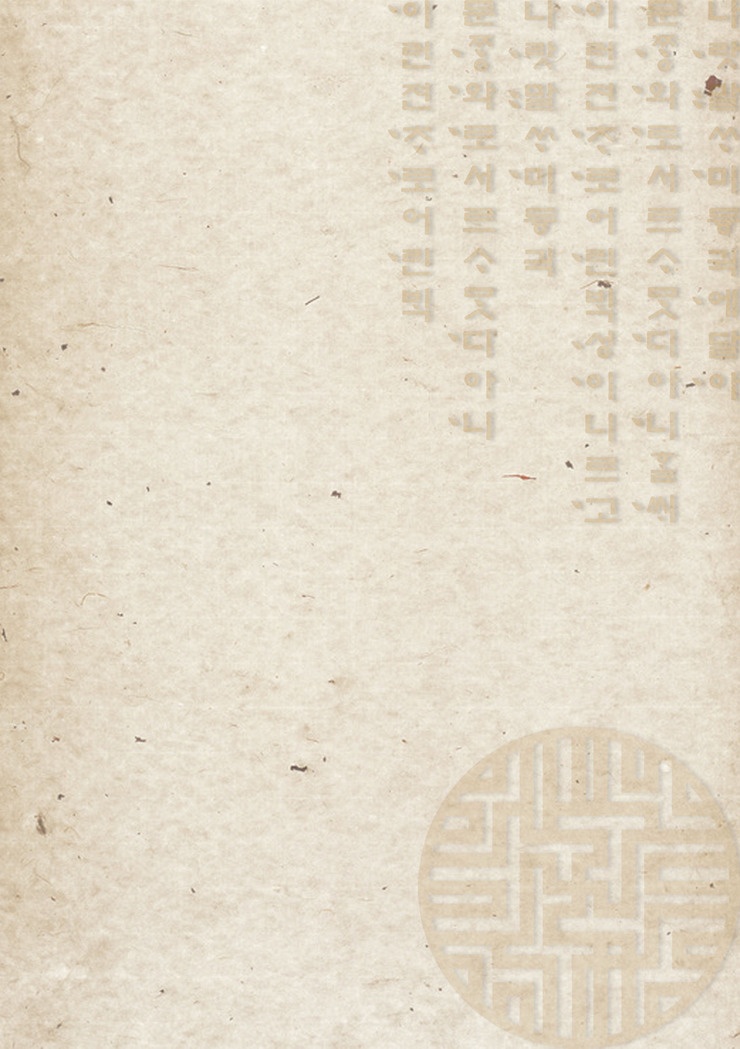 나랏말ᄊᆞ미듕귁에달아
문ᄍᆞᆼ와로서르ᄉᆞᄆᆞᆺ디아니ᄒᆞᆯᄊᆡ
이런젼ᄎᆞ로어린ᄇᆡᆨ셩이니르고
나랏말ᄊᆞ미듕귁
문ᄍᆞᆼ와로서르ᄉᆞᄆᆞᆺ디아니
이런젼ᄎᆞ로어린ᄇᆡᆨ